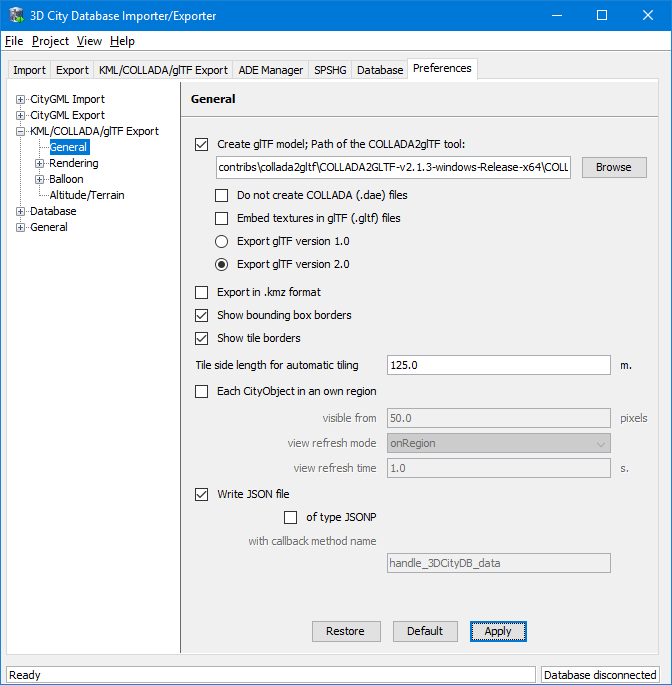 3D City Database Importer/Exporter
File Project View Help
Import Export KML/COLLADA/glTF Export ADE Manager SPSHG Database Preferences
CityGML Import
CityGML Export
KML/COLLADA/glTF Export
General
Rendering
Balloon
Altitude/Terrain
Database
General
General
Create glTF model; Path of the COLLADA2glTF tool:
contribs\collada2gltf\COLLADA2GLTF-v2.1.3-windows-Release-x64\COLL Browse
Do not create COLLADA (.dae) files
Embed textures in glTF (.gltf) files
Export glTF version 1.0
Export glTF version 2.0
Export in .kmz format
Show bounding box borders
Show tile borders
Tile side length for automatic tiling 125.0 m.
Each CityObject in an own region
visible from 50.0 pixels
view refresh mode onRegion
view refresh time 1.0 s.
Write JSON file
of type JSONP
with callback method name
handle_3DCityDB_data
Restore Default Apply
Ready Database disconnected